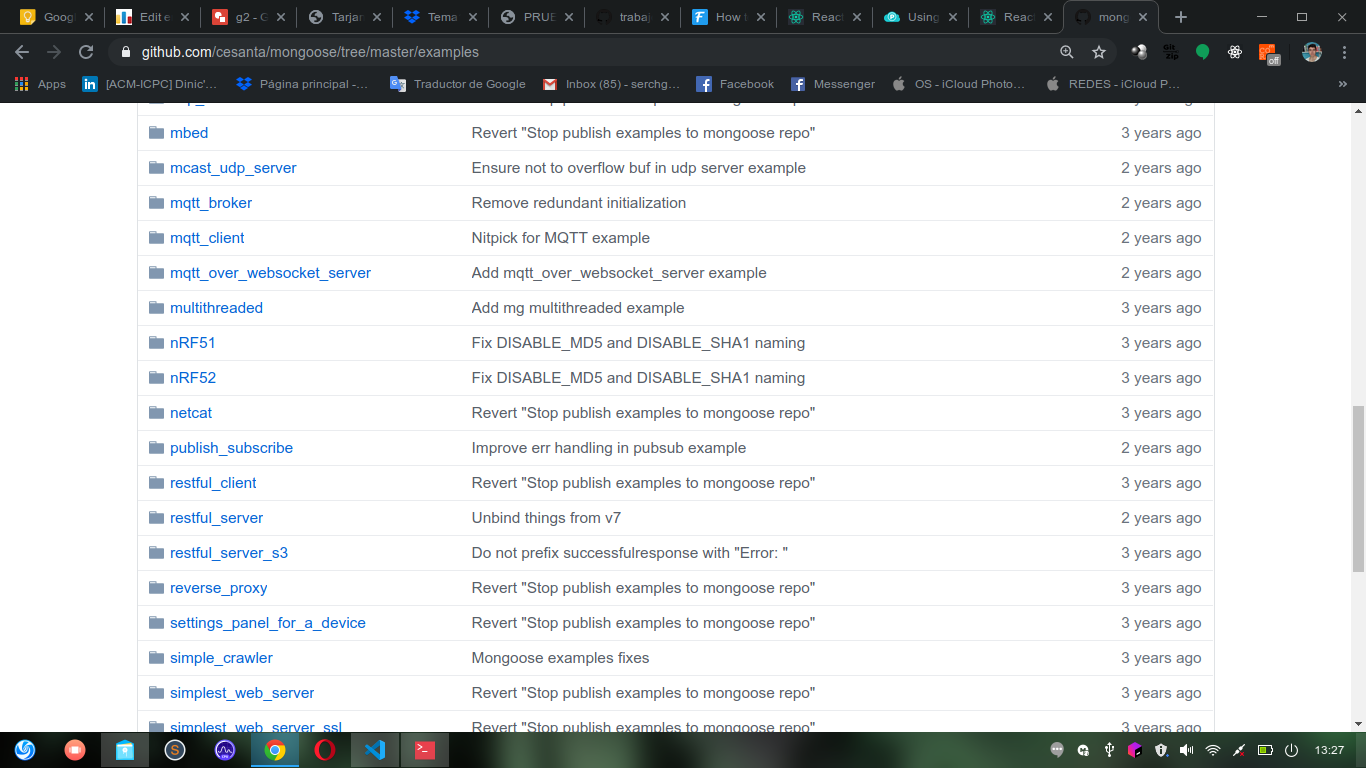 Googl
Edit e
g2 - G
Tarjar
Tema
PRUE
trabaj
How t
React
Using
React
mong
github.com/cesanta/mongoose/tree/master/examples
Apps
[ACM-ICPC] Dinic'...
Página principal -...
Traductor de Google
Inbox (85) - serchg...
Facebook
Messenger
OS - iCloud Photo...
REDES - iCloud P...
»
off
mbed Revert "Stop publish examples to mongoose repo" 3 years ago
mcast_udp_server Ensure not to overflow buf in udp server example 2 years ago
mqtt_broker Remove redundant initialization 2 years ago
mqtt_client Nitpick for MQTT example 2 years ago
mqtt_over_websocket_server Add mqtt_over_websocket_server example 2 years ago
multithreaded Add mg multithreaded example 3 years ago
nRF51 Fix DISABLE_MD5 and DISABLE_SHA1 naming 3 years ago
nRF52 Fix DISABLE_MD5 and DISABLE_SHA1 naming 3 years ago
netcat Revert "Stop publish examples to mongoose repo" 3 years ago
publish_subscribe Improve err handling in pubsub example 2 years ago
restful_client Revert "Stop publish examples to mongoose repo" 3 years ago
restful_server Unbind things from v7 2 years ago
restful_server_s3 Do not prefix successfulresponse with "Error: " 3 years ago
reverse_proxy Revert "Stop publish examples to mongoose repo" 3 years ago
settings_panel_for_a_device Revert "Stop publish examples to mongoose repo" 3 years ago
simple_crawler Mongoose examples fixes 3 years ago
simplest_web_server Revert "Stop publish examples to mongoose repo" 3 years ago
simplest_web_server_ssl Revert "Stop publish examples to mongoose repo" 3 years ago
13:27